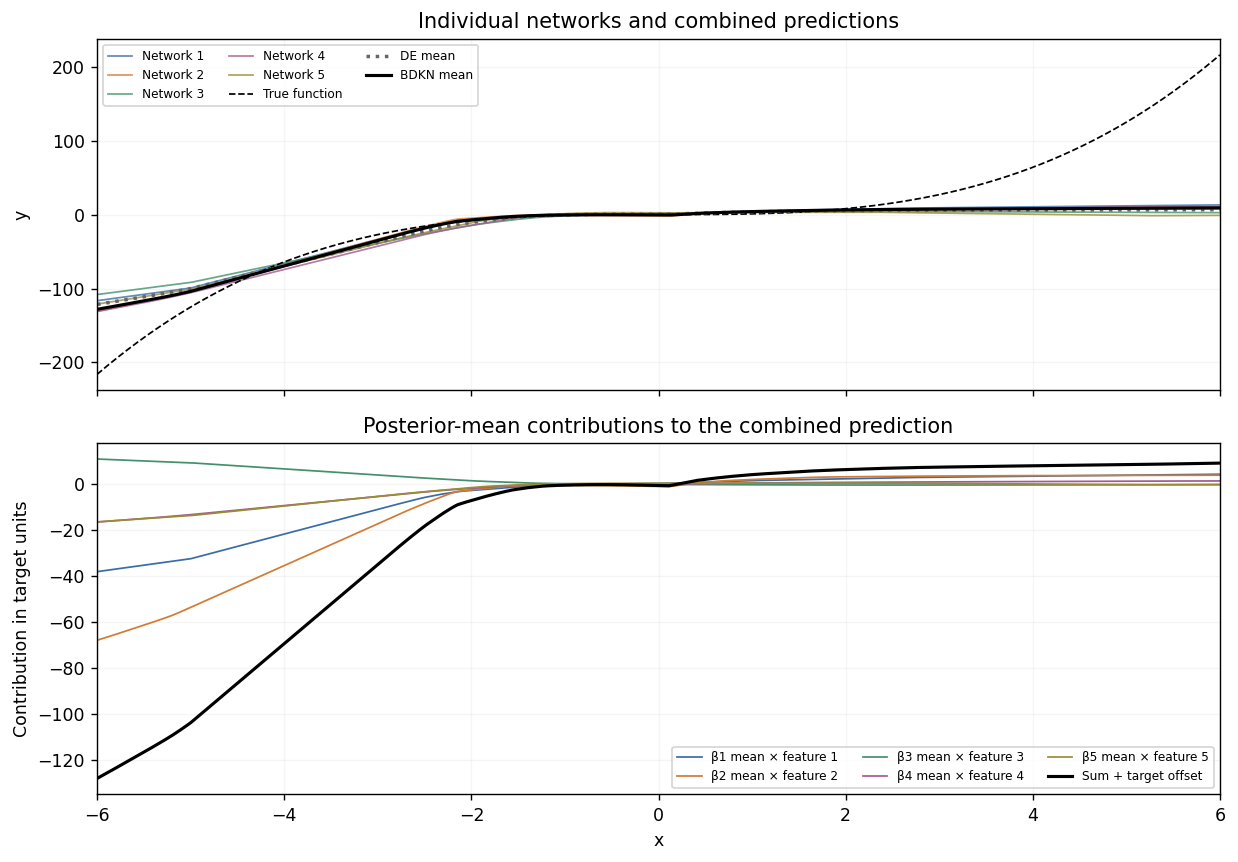 Individual networks and combined predictions
Network 1 Network 4 DE mean
Network 2 Network 5 BDKN mean
Network 3 True function
200
100
0
−100
−200
y
Posterior-mean contributions to the combined prediction
0
−20
−40
−60
−80
−100
−120
Contribution in target units
β1 mean × feature 1 β3 mean × feature 3 β5 mean × feature 5
β2 mean × feature 2 β4 mean × feature 4 Sum + target offset
−6 −4 −2 0 2 4 6
x